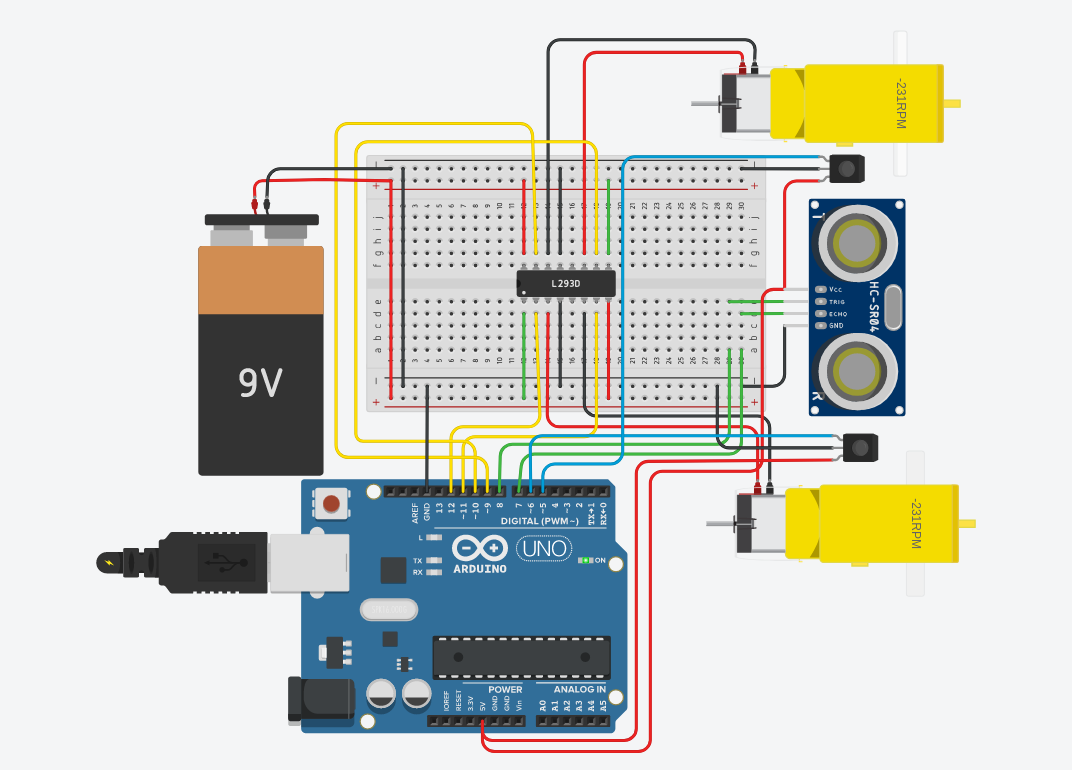 -231RPM
- -
+ +
1 2 3 4 5 6 7 8 9 10 11 12 13 14 15 16 17 18 19 20 21 22 23 24 25 26 27 28 29 30
j j
i i
h h
g g
f f
L293D
e e
d d
c c
b b
a a
- -
+ +
9V
T
VCC
TRIG
ECHO
GND
HC-SR04
R
-231RPM
AREF
GND
13
12
~11
~10
~9
8
7
~6
~5
4
~3
2
TX→1
RX←0
DIGITAL (PWM~)
L
TX
RX
ARDUINO
UNO
ON
POWER
ANALOG IN
IOREF
RESET
3.3V
5V
GND
GND
Vin
A0
A1
A2
A3
A4
A5